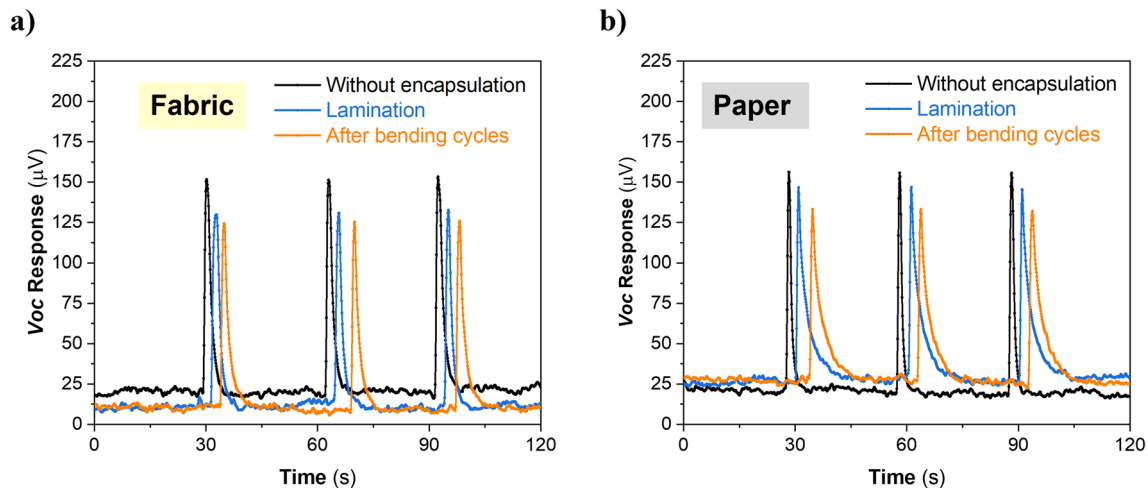 a)
225
200
175
150
125
100
75
50
25
0
Voc Response (μV)
Fabric
Without encapsulation
Lamination
After bending cycles
0 30 60 90 120
Time (s)
b)
225
200
175
150
125
100
75
50
25
0
Voc Response (μV)
Paper
Without encapsulation
Lamination
After bending cycles
0 30 60 90 120
Time (s)